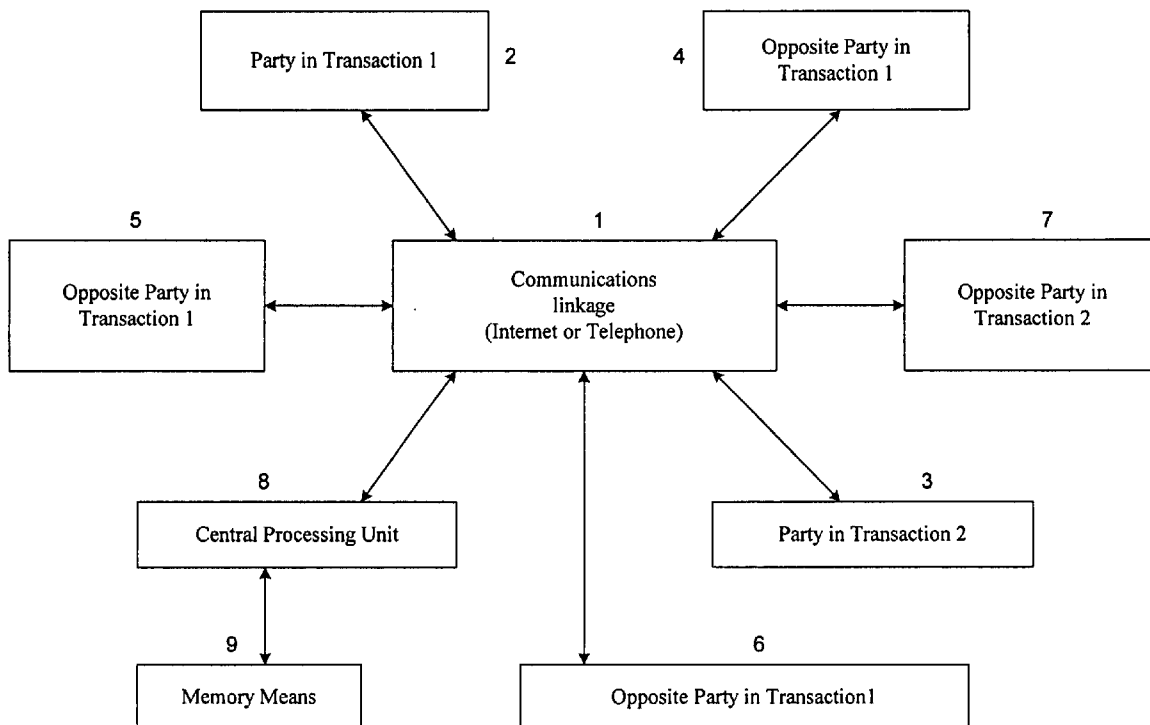 Party in Transaction 1
2
4
Opposite Party in
Transaction 1
5
1
7
Opposite Party in
Transaction 1
Communications
linkage
(Internet or Telephone)
Opposite Party in
Transaction 2
8
3
Central Processing Unit
Party in Transaction 2
9
6
Memory Means
Opposite Party in Transaction1